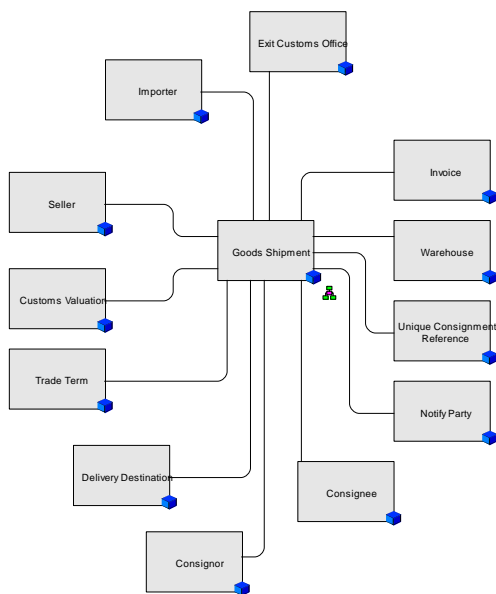 Exit Customs Office
Importer
Invoice
Seller
Goods Shipment
Warehouse
Customs Valuation
Unique Consignment
Reference
Trade Term
Notify Party
Delivery Destination
Consignee
Consignor